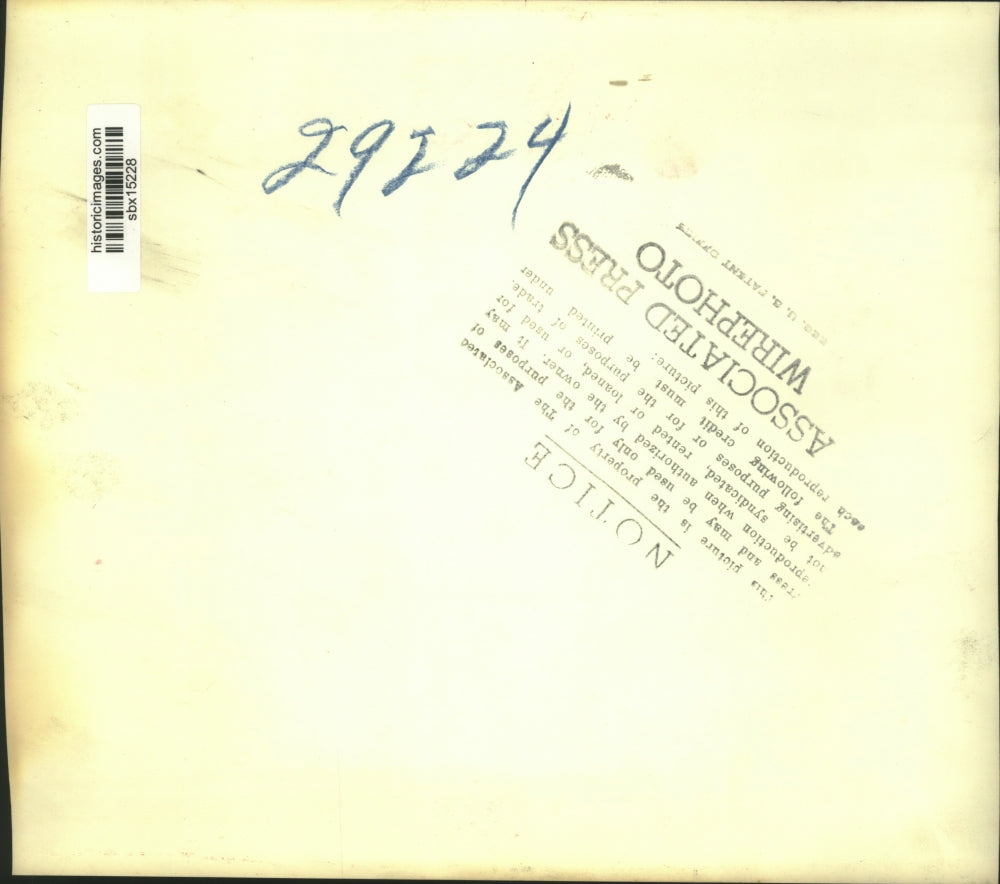 historicimages.com
sbx15228
29224
NOTICE
This picture is the property of The Associated
Press and may be used only for the purposes of
reproduction when authorized by the owner. It may
not be syndicated, rented or loaned, or used for
advertising purposes or for the purposes of trade.
The following credit must be printed under
each reproduction of this picture:
ASSOCIATED PRESS
WIREPHOTO
REG. U. S. PATENT OFFICE